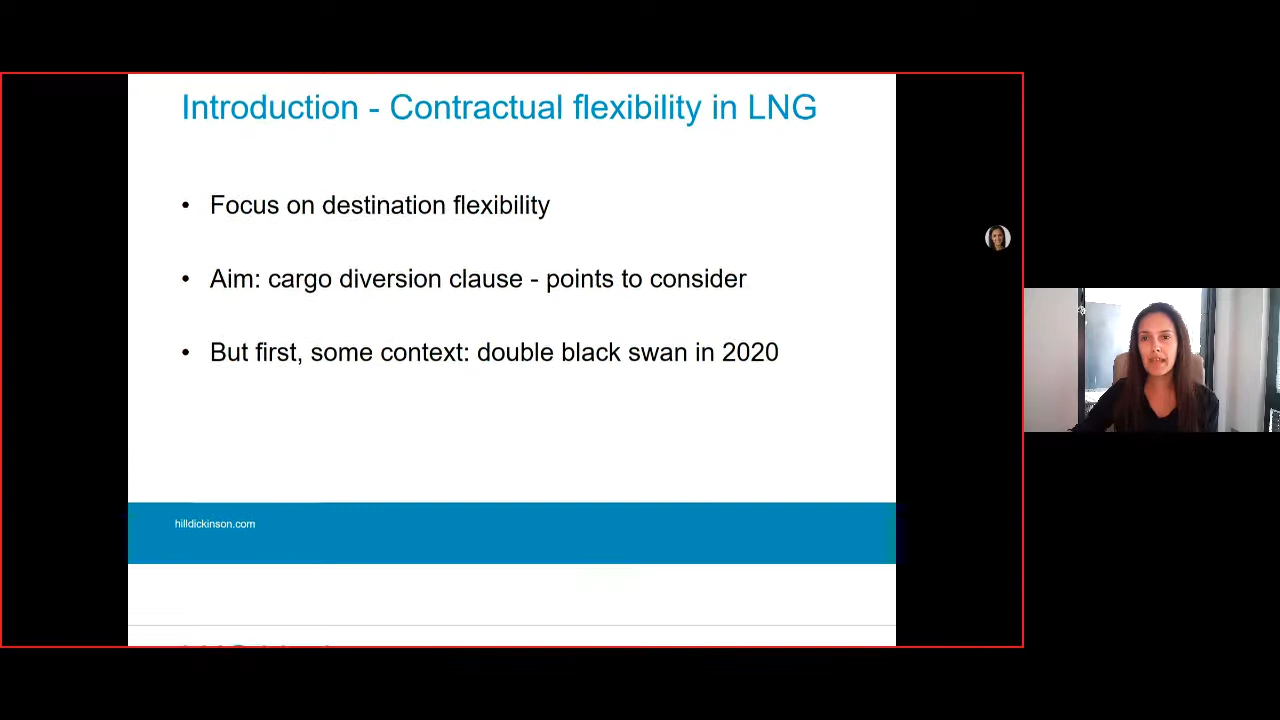 Introduction - Contractual flexibility in LNG
• Focus on destination flexibility
• Aim: cargo diversion clause - points to consider
• But first, some context: double black swan in 2020
hilldickinson.com